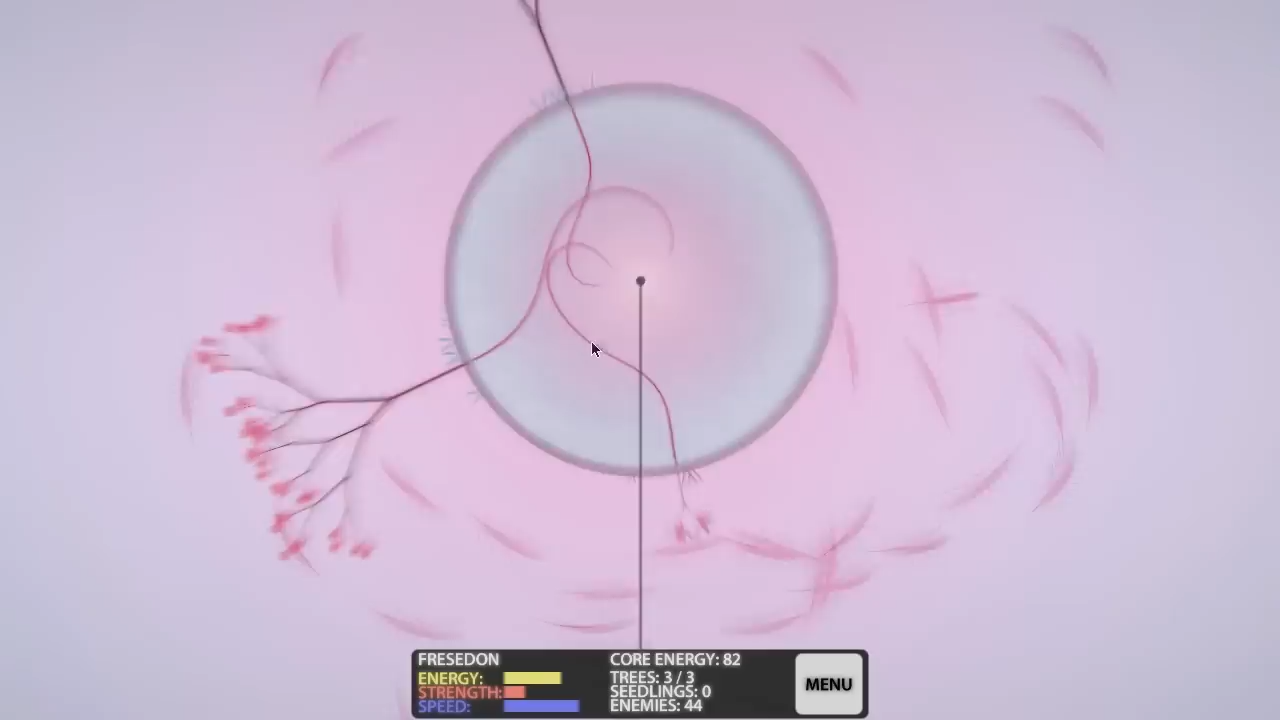 FRESEDON
ENERGY:
STRENGTH:
SPEED:
CORE ENERGY: 82
TREES: 3 / 3
SEEDLINGS: 0
ENEMIES: 44
MENU